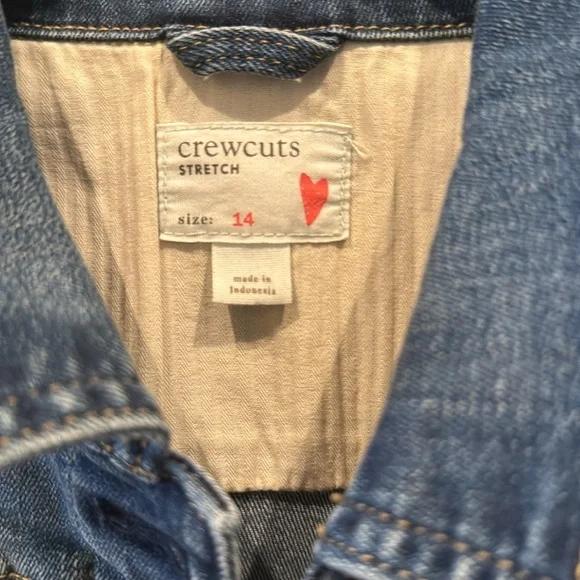 crewcuts
STRETCH
size: 14
made in
Indonesia